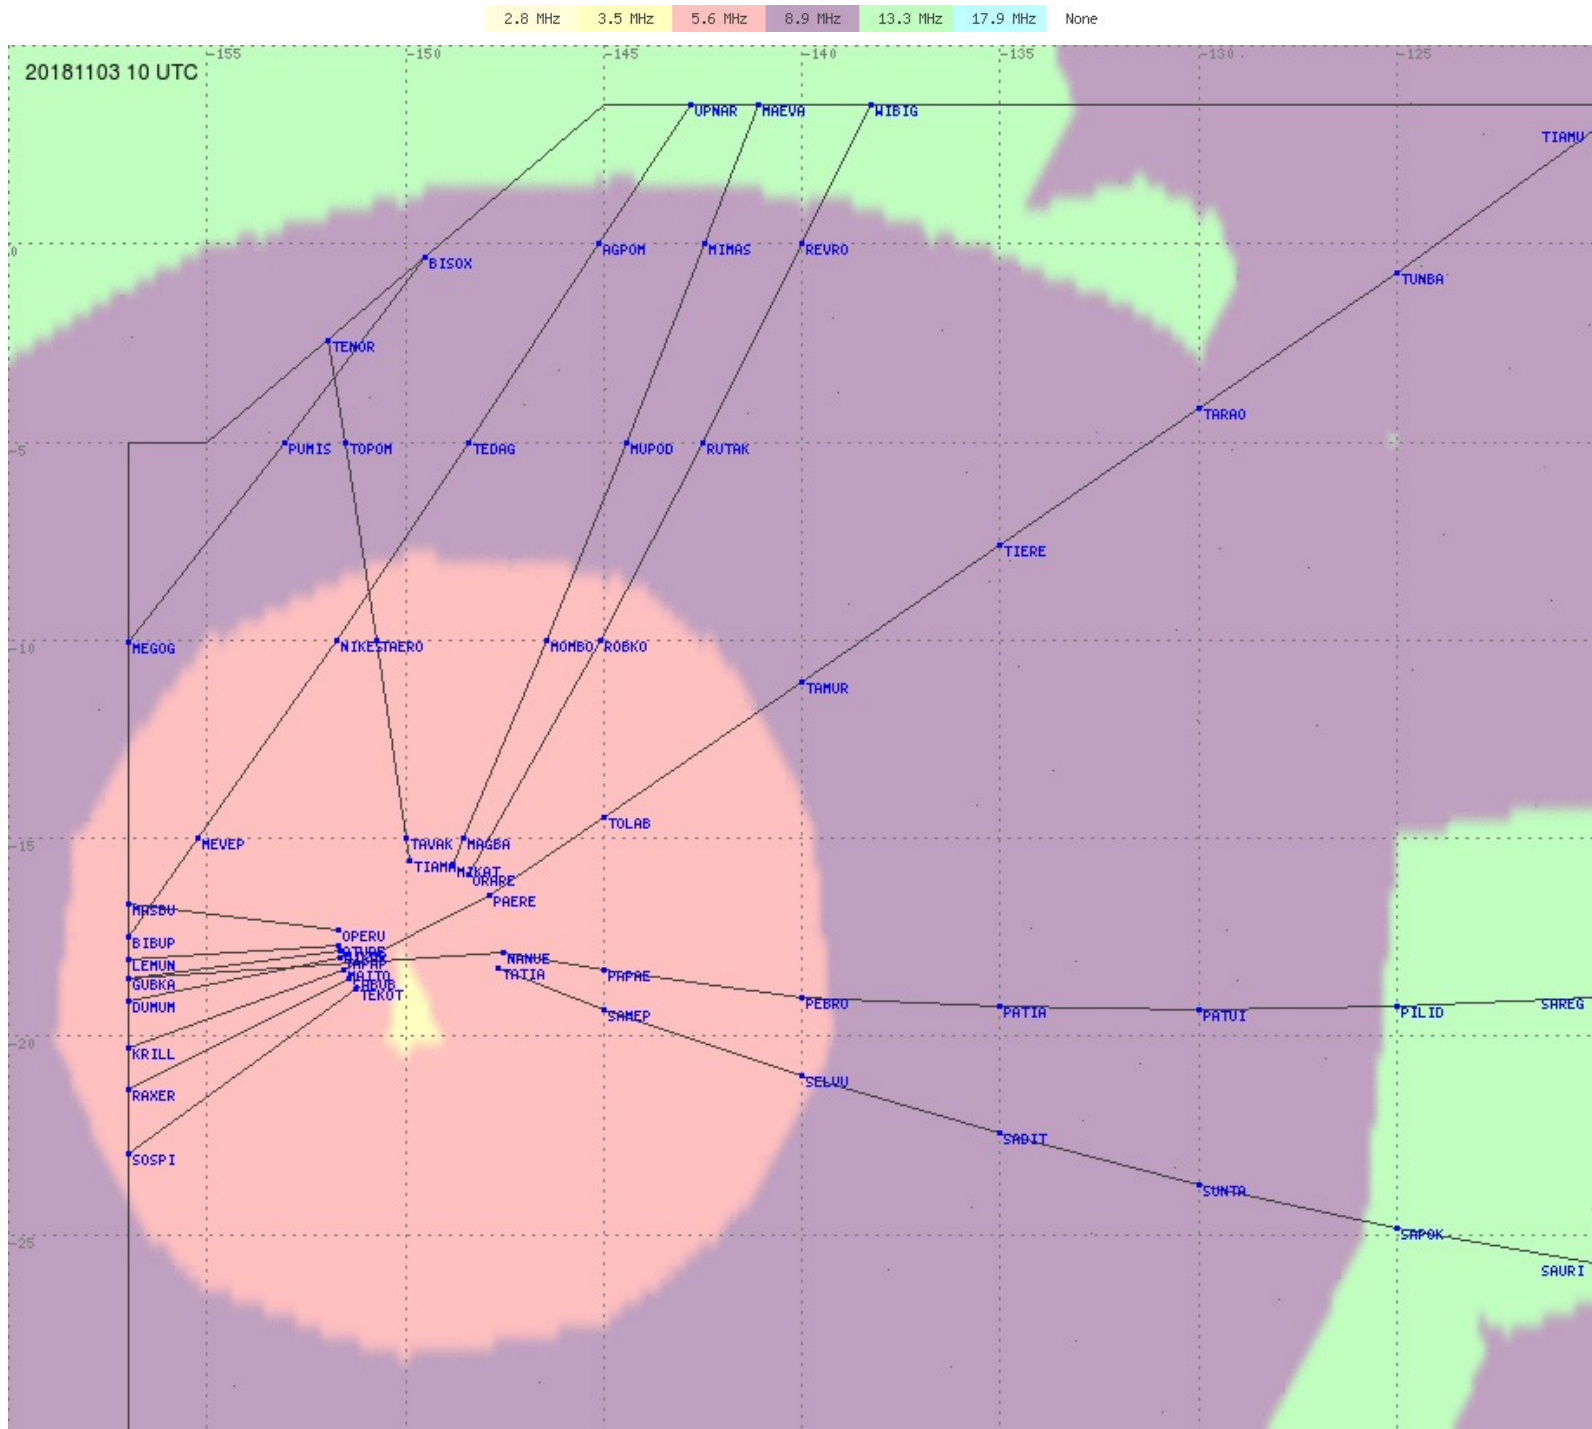 2.8 MHz 3.5 MHz 5.6 MHz 8.9 MHz 13.3 MHz 17.9 MHz None
-155 -150 -145 -140 -135 -130 -125
20181103 10 UTC
UPNAR MAEVA WIBIG
TIAMU
0 AGPOM MIMAS REVRO
BISOX
TUNBA
TENOR
TARAO
-5 PUMIS TOPOM TEDAG MUPOD RUTAK
TIERE
-10 MEGOG NIKES TAERO MOMBO ROBKO
TAMUR
TOLAB
-15 MEVEP TAVAK MAGBA
TIAMA MIKAT
ORARE
PAERE
MASBU
OPERU
BIBUP
NANUE
LEMUN
MAITO TATIA PAPAE
GUBKA
TEKOT
DUMUM PEBRO PATIA PATUI PILID SAREG
SAMEP
-20
KRILL
SELVU
RAXER
SADIT
SOSPI
SUNTA
-25 SAPOK
SAURI